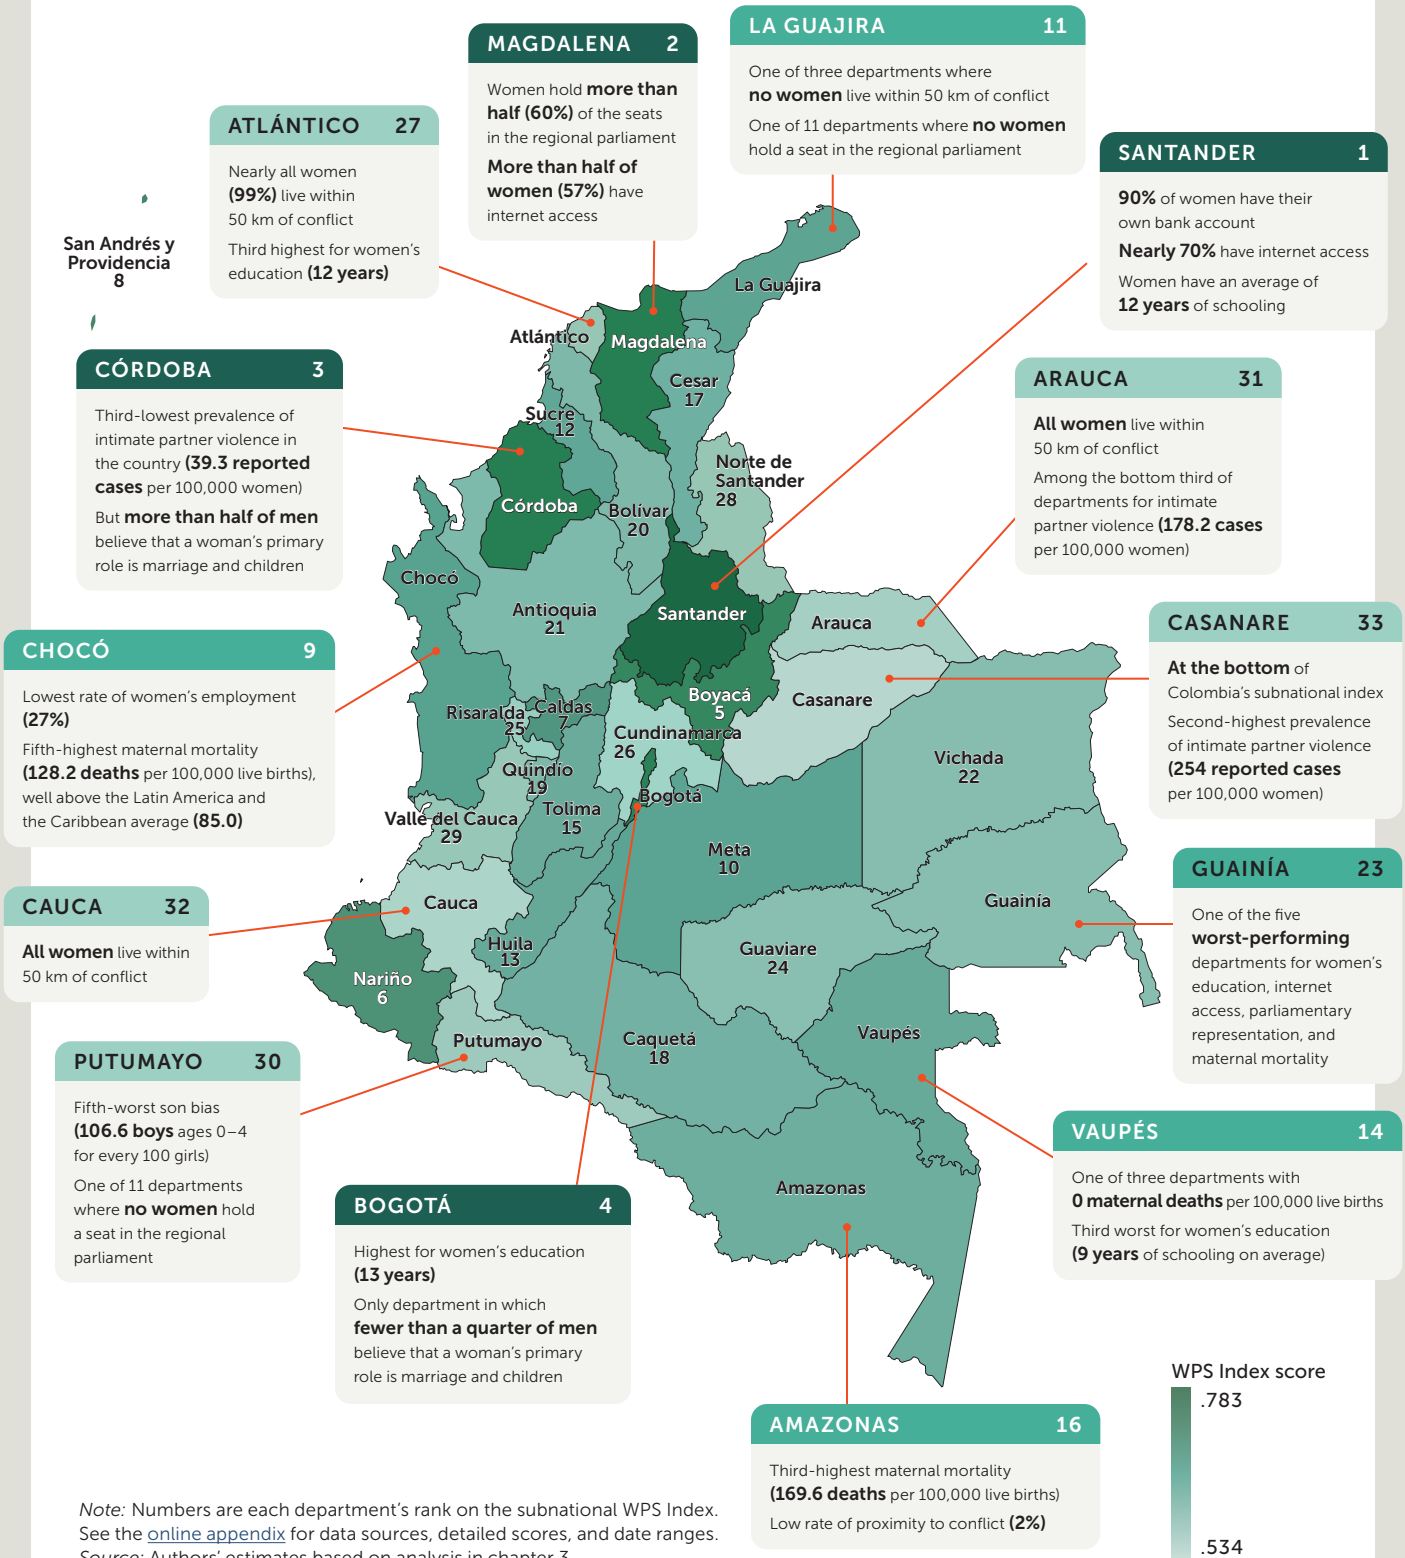 LA GUAJIRA 11
One of three departments where
no women live within 50 km of conflict
One of 11 departments where no women
hold a seat in the regional parliament
MAGDALENA 2
Women hold more than
half (60%) of the seats
in the regional parliament
More than half of
women (57%) have
internet access
ATLÁNTICO 27
Nearly all women
(99%) live within
50 km of conflict
Third highest for women's
education (12 years)
SANTANDER 1
90% of women have their
own bank account
Nearly 70% have internet access
Women have an average of
12 years of schooling
San Andrés y
Providencia
8
CÓRDOBA 3
Third-lowest prevalence of
intimate partner violence in
the country (39.3 reported
cases per 100,000 women)
But more than half of men
believe that a woman's primary
role is marriage and children
ARAUCA 31
All women live within
50 km of conflict
Among the bottom third of
departments for intimate
partner violence (178.2 cases
per 100,000 women)
CHOCÓ 9
Lowest rate of women's employment
(27%)
Fifth-highest maternal mortality
(128.2 deaths per 100,000 live births),
well above the Latin America and
the Caribbean average (85.0)
CASANARE 33
At the bottom of
Colombia's subnational index
Second-highest prevalence
of intimate partner violence
(254 reported cases
per 100,000 women)
La Guajira
Atlántico
Magdalena
Cesar
17
Sucre
12
Norte de
Santander
28
Córdoba
Bolívar
20
Chocó
Antioquia
21
Santander
Arauca
Boyacá
5
Casanare
Risaralda
25
Caldas
7
Cundinamarca
26
Vichada
22
Quindío
19
Bogotá
Tolima
15
Valle del Cauca
29
Meta
10
Cauca
Guainía
Huila
13
Guaviare
24
Nariño
6
Putumayo
Caquetá
18
Vaupés
Amazonas
CAUCA 32
All women live within
50 km of conflict
GUAINÍA 23
One of the five
worst-performing
departments for women's
education, internet
access, parliamentary
representation, and
maternal mortality
PUTUMAYO 30
Fifth-worst son bias
(106.6 boys ages 0–4
for every 100 girls)
One of 11 departments
where no women hold
a seat in the regional
parliament
VAUPÉS 14
One of three departments with
0 maternal deaths per 100,000 live births
Third worst for women's education
(9 years of schooling on average)
BOGOTÁ 4
Highest for women's education
(13 years)
Only department in which
fewer than a quarter of men
believe that a woman's primary
role is marriage and children
AMAZONAS 16
Third-highest maternal mortality
(169.6 deaths per 100,000 live births)
Low rate of proximity to conflict (2%)
WPS Index score
.783
.534
Note: Numbers are each department's rank on the subnational WPS Index.
See the online appendix for data sources, detailed scores, and date ranges.
Source: Authors' estimates based on analysis in chapter 3.